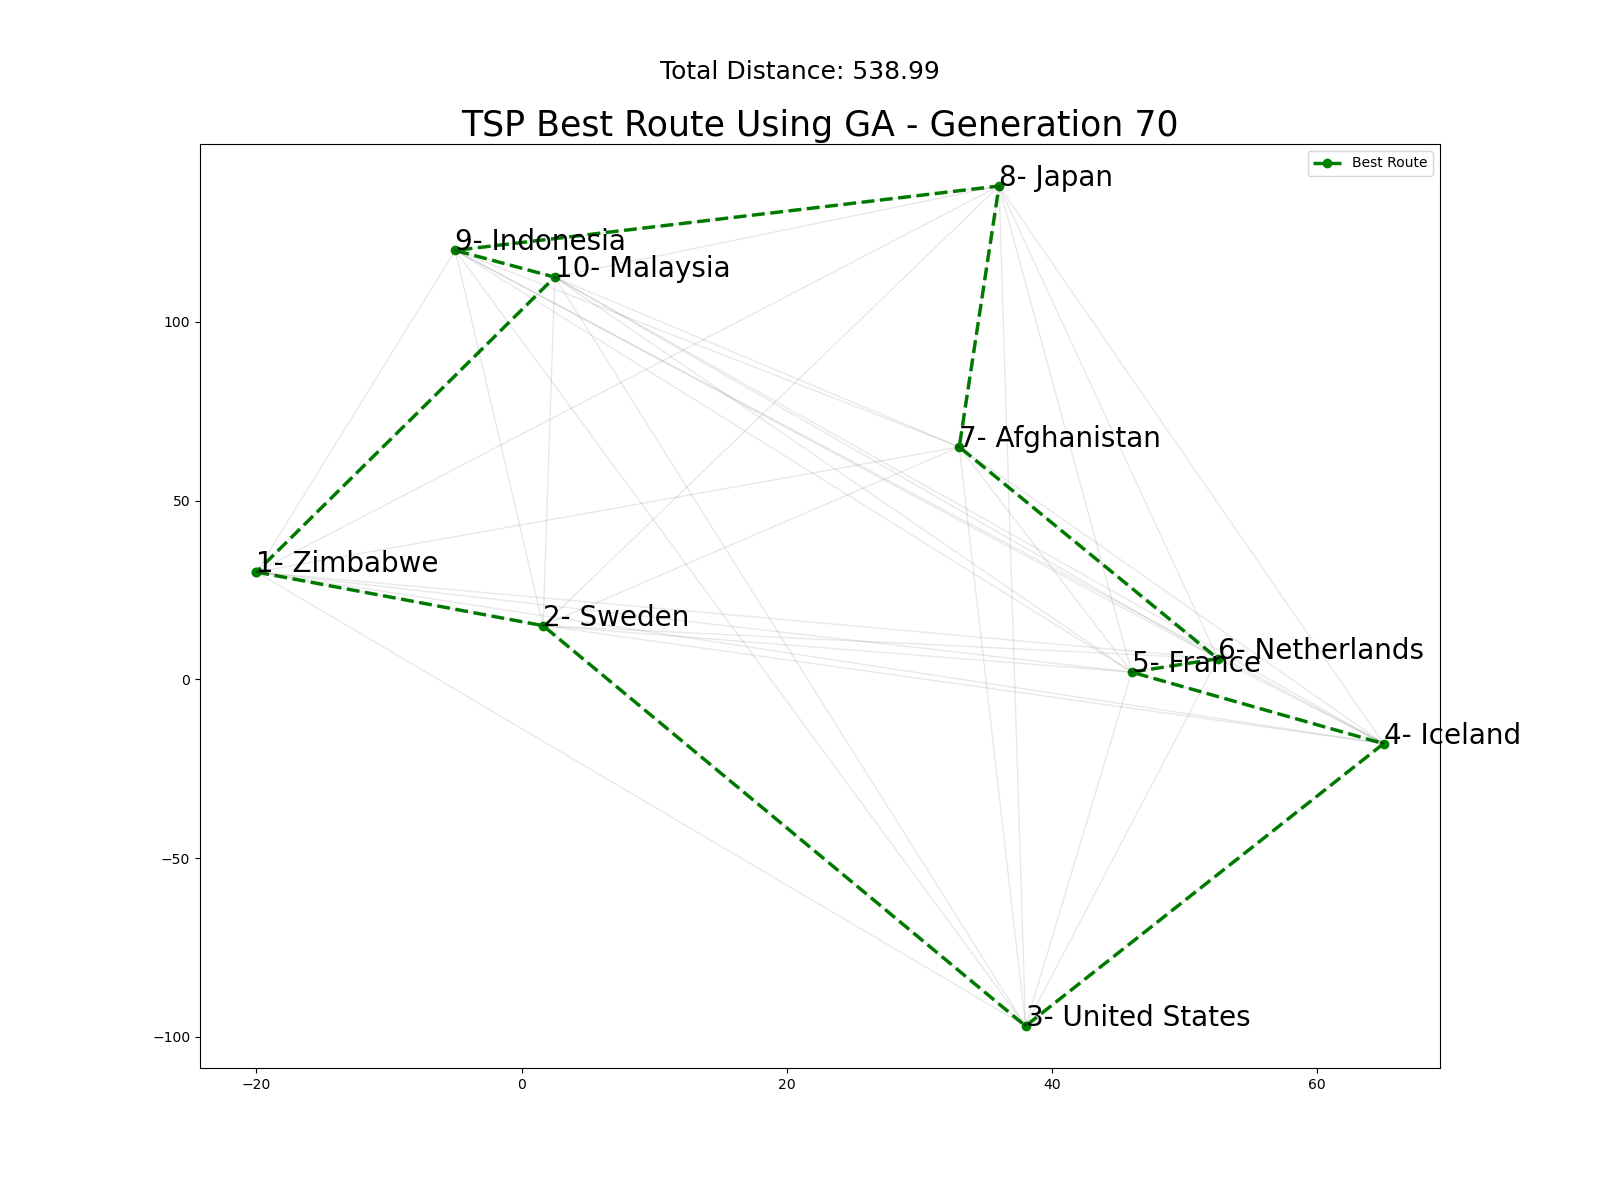 Total Distance: 538.99
TSP Best Route Using GA - Generation 70
Best Route
8- Japan
9- Indonesia
10- Malaysia
7- Afghanistan
1- Zimbabwe
2- Sweden
6- Netherlands
5- France
4- Iceland
3- United States
100
50
0
−50
−100
−20
0
20
40
60